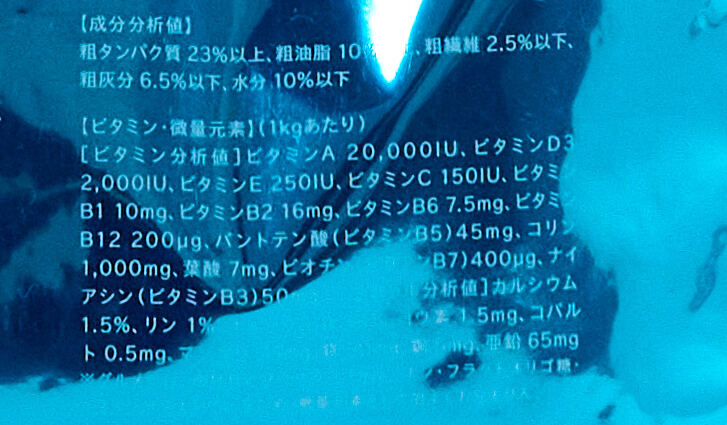 【成分分析値】
粗タンパク質 23%以上、粗油脂 10 粗繊維 2.5%以下、
粗灰分 6.5%以下、水分 10%以下
【ビタミン・微量元素】(1kgあたり)
[ビタミン分析値]ビタミンA 20,000IU、ビタミンD3
2,000IU、ビタミンE 250IU、ビタミンC 150IU、ビタミン
B1 10mg、ビタミンB2 16mg、ビタミンB6 7.5mg、ビタミン
B12 200μg、パントテン酸(ビタミンB5)45mg、コリン
1,000mg、葉酸 7mg、ビオチン B7)400μg、ナイ
アシン(ビタミンB3)50 分析値]カルシウム
1.5%、リン 1% 5mg、コバル
ト 0.5mg、 亜鉛 65mg